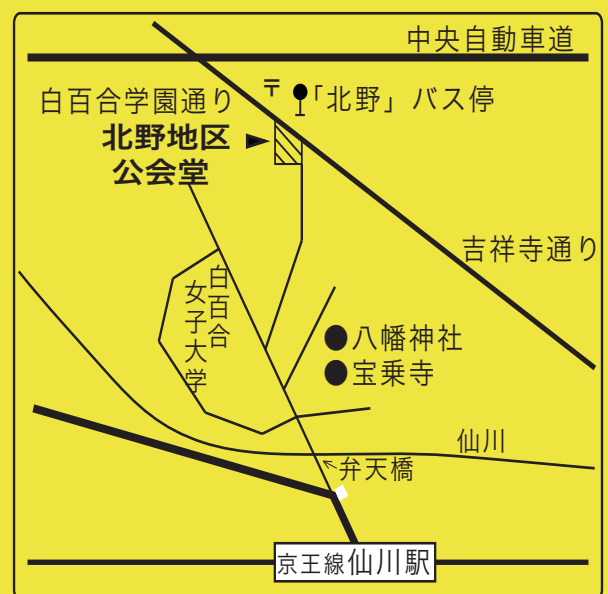 中央自動車道
〒
「北野」バス停
白百合学園通り
北野地区
公会堂
吉祥寺通り
白百合
女子大学
八幡神社
宝乗寺
仙川
弁天橋
京王線仙川駅